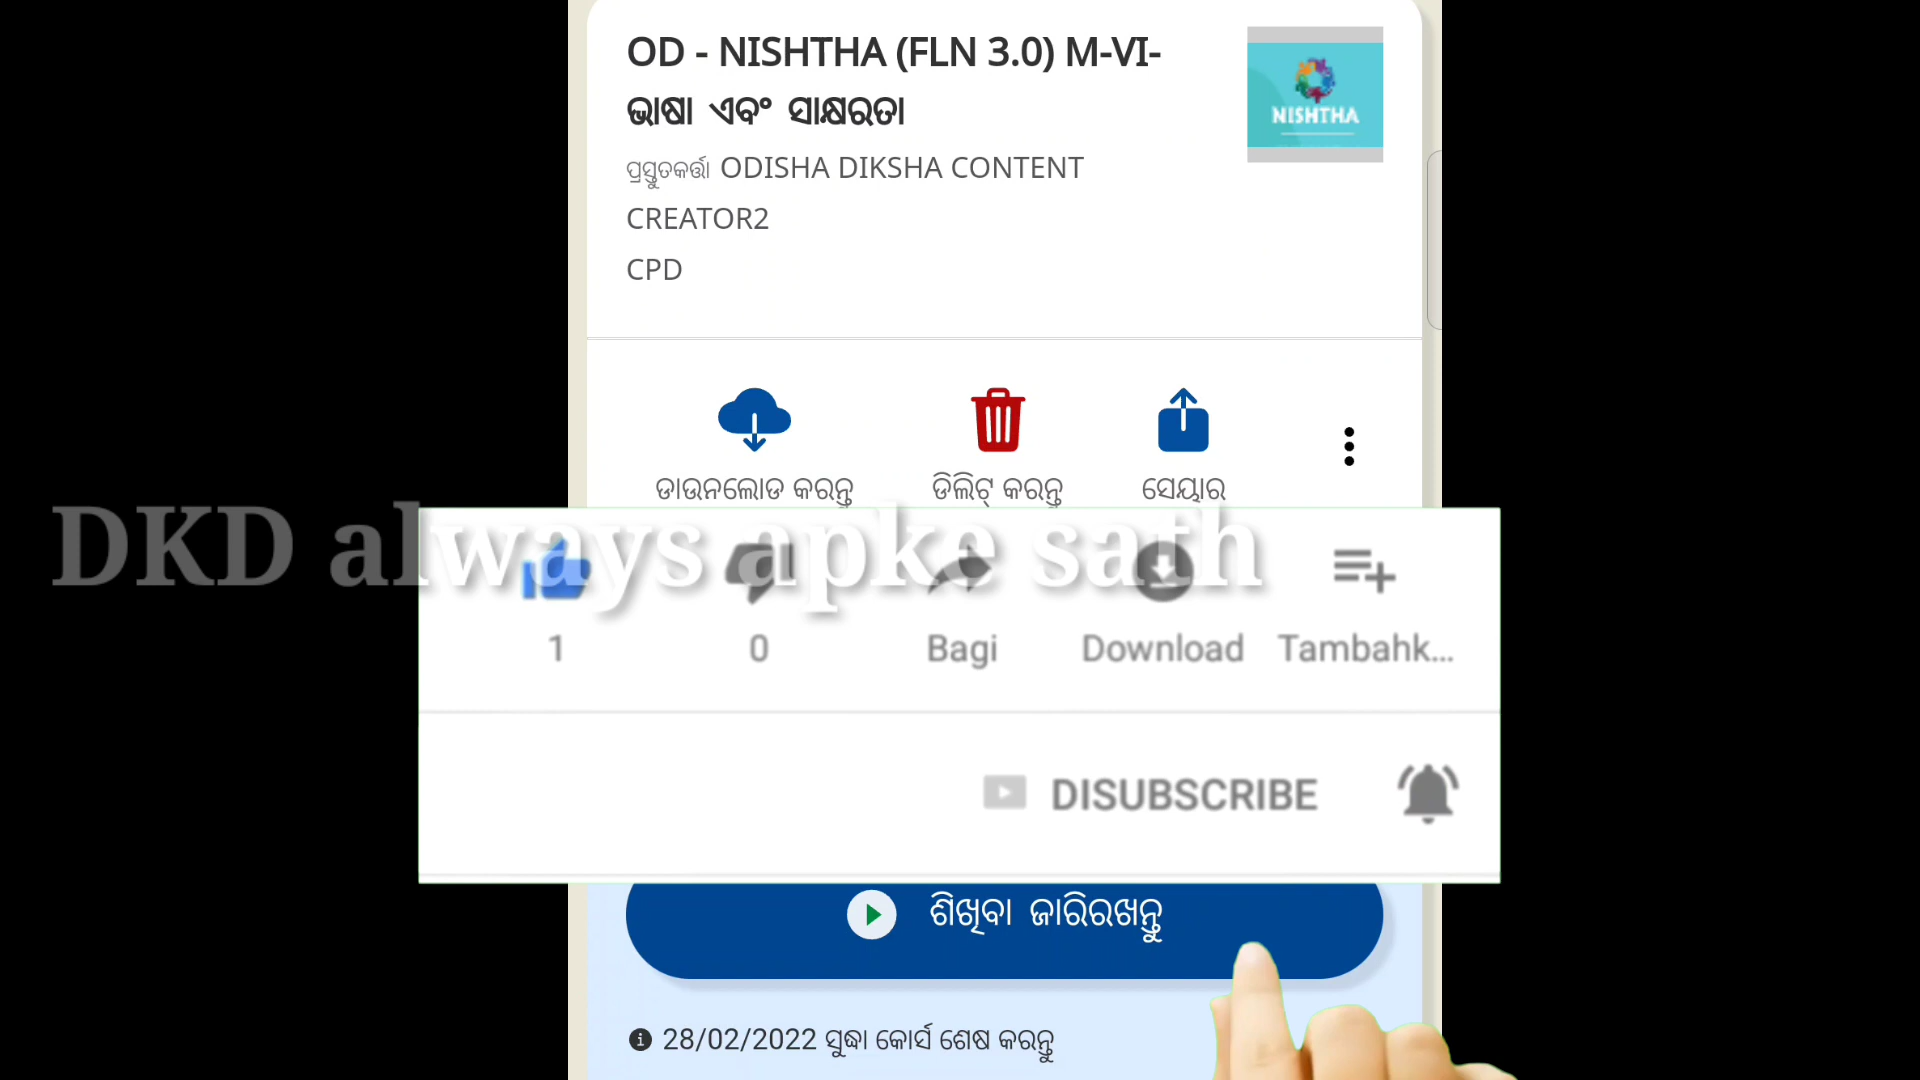 OD - NISHTHA (FLN 3.0) M-VI-
ଭାଷା ଏବଂ ସାକ୍ଷରତା
NISHTHA
ପ୍ରସ୍ତୁତକର୍ତ୍ତା ODISHA DIKSHA CONTENT
CREATOR2
CPD
ଡାଉନଲୋଡ କରନ୍ତୁ ଡିଲିଟ୍ କରନ୍ତୁ ସେୟାର
DKD always apke sath
1 0 Bagi Download Tambahk...
DISUBSCRIBE
ଶିଖିବା ଜାରିରଖନ୍ତୁ
28/02/2022 ସୁଦ୍ଧା କୋର୍ସ ଶେଷ କରନ୍ତୁ